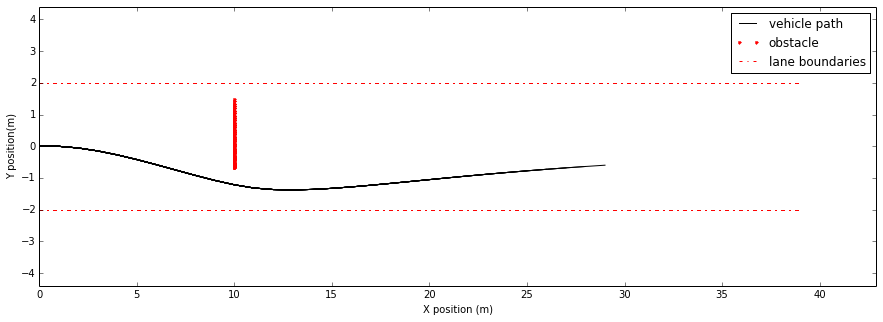 4
3
2
1
0
−1
−2
−3
−4
Y position(m)
vehicle path
obstacle
lane boundaries
0 5 10 15 20 25 30 35 40
X position (m)